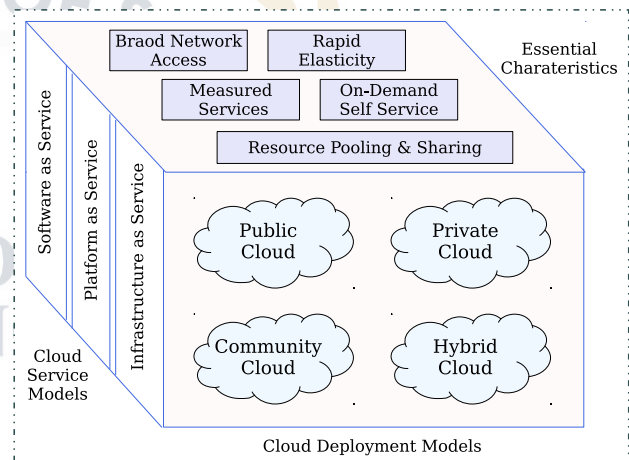 Braod Network
Access
Rapid
Elasticity
Essential
Charateristics
Measured
Services
On-Demand
Self Service
Resource Pooling & Sharing
Software as Service
Platform as Service
Infrastructure as Service
Public
Cloud
Private
Cloud
Community
Cloud
Hybrid
Cloud
Cloud
Service
Models
Cloud Deployment Models